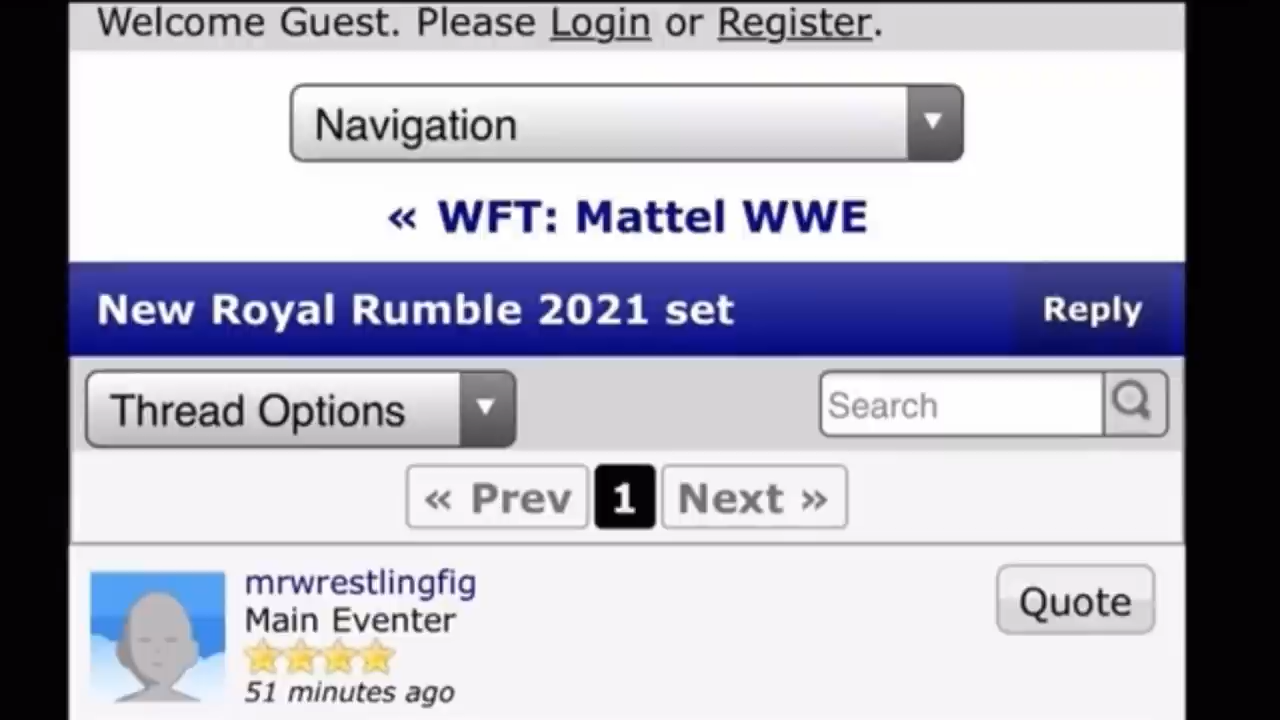 Welcome Guest. Please Login or Register.
Navigation
« WFT: Mattel WWE
New Royal Rumble 2021 set
Reply
Thread Options
Search
« Prev 1 Next »
mrwrestlingfig
Quote
Main Eventer
51 minutes ago